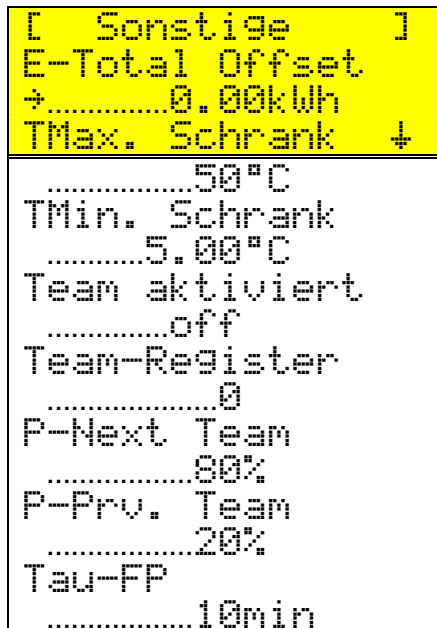 [ Sonstige ]
E-Total Offset
→..............0.00kWh
TMax. Schrank ↓
.................50°C
TMin. Schrank
...........5.00°C
Team aktiviert
..............off
Team-Register
....................0
P-Next Team
.................80%
P-Prv. Team
.................20%
Tau-FP
.................10min